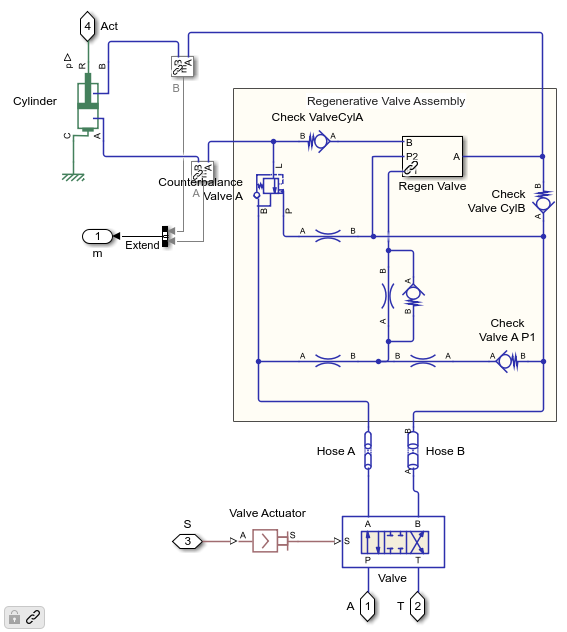 4 Act
p R B
B A
B
Cylinder
C A
Regenerative Valve Assembly
Check ValveCylA
B A
B
P2
A
Regen Valve
B A
A
L
Counterbalance
Valve A
B P
Check
Valve CylB
B
A
1
m
Extend
A B
B
A
A
B
Check
Valve A P1
A B
B A
A B
Hose A
B
A
Hose B
Valve Actuator
S
3
A S
A B
S
P T
Valve
A 1
T 2